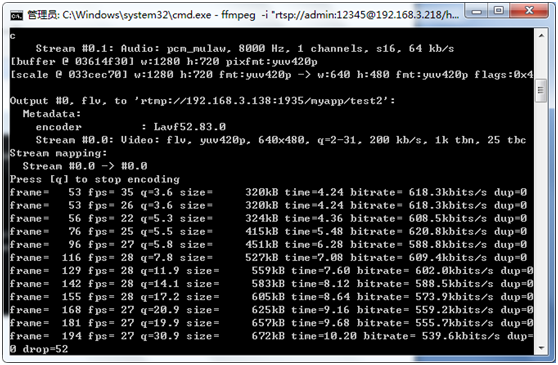 管理员: C:\Windows\system32\cmd.exe - ffmpeg -i "rtsp://admin:12345@192.168.3.218/h...
c
Stream #0.1: Audio: pcm_mulaw, 8000 Hz, 1 channels, s16, 64 kb/s
[buffer @ 03614f30] w:1280 h:720 pixfmt:yuv420p
[scale @ 033cec70] w:1280 h:720 fmt:yuv420p -> w:640 h:480 fmt:yuv420p flags:0x4
Output #0, flv, to 'rtmp://192.168.3.138:1935/myapp/test2':
Metadata:
encoder : Lavf52.83.0
Stream #0.0: Video: flv, yuv420p, 640x480, q=2-31, 200 kb/s, 1k tbn, 25 tbc
Stream mapping:
Stream #0.0 -> #0.0
Press [q] to stop encoding
frame= 53 fps= 35 q=3.6 size= 320kB time=4.24 bitrate= 618.3kbits/s dup=0
frame= 53 fps= 26 q=3.6 size= 320kB time=4.24 bitrate= 618.3kbits/s dup=0
frame= 56 fps= 22 q=5.3 size= 324kB time=4.36 bitrate= 608.5kbits/s dup=0
frame= 76 fps= 25 q=5.5 size= 415kB time=5.48 bitrate= 620.8kbits/s dup=0
frame= 96 fps= 27 q=5.8 size= 451kB time=6.28 bitrate= 588.8kbits/s dup=0
frame= 116 fps= 28 q=7.8 size= 527kB time=7.08 bitrate= 609.4kbits/s dup=0
frame= 129 fps= 28 q=11.9 size= 559kB time=7.60 bitrate= 602.0kbits/s dup=0
frame= 142 fps= 28 q=14.1 size= 583kB time=8.12 bitrate= 588.5kbits/s dup=0
frame= 155 fps= 28 q=17.2 size= 605kB time=8.64 bitrate= 573.9kbits/s dup=0
frame= 168 fps= 27 q=20.9 size= 625kB time=9.16 bitrate= 559.2kbits/s dup=0
frame= 181 fps= 27 q=19.9 size= 657kB time=9.68 bitrate= 555.7kbits/s dup=0
frame= 194 fps= 27 q=30.9 size= 672kB time=10.20 bitrate= 539.6kbits/s dup=
0 drop=52